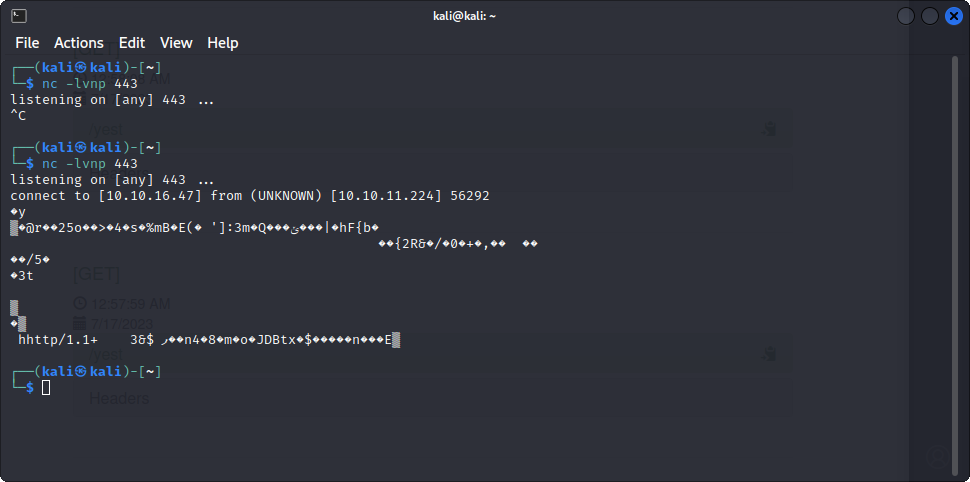 kali@kali: ~
File Actions Edit View Help
┌──(kali㉿kali)-[~]
└─$ nc -lvnp 443
listening on [any] 443 ...
^C
┌──(kali㉿kali)-[~]
└─$ nc -lvnp 443
listening on [any] 443 ...
connect to [10.10.16.47] from (UNKNOWN) [10.10.11.224] 56292
�y
▒�@r��25o��>�4�s�%mB�E(� ']:3m�Q���ئ���|�hF{b�
��{2R&�/�0�+�,�� ��
��/5�
�3t
[GET]
12:57:59 AM
▒
7/17/2023
�▒
hhttp/1.1+ 3&$ ��n4�8�m�o�JDBtx�$�����n���E▒
/yest
┌──(kali㉿kali)-[~]
└─$
Headers